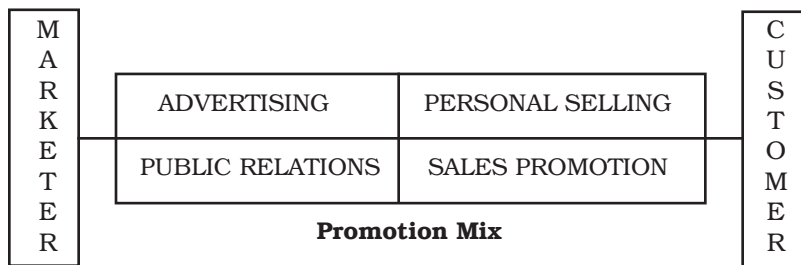 MARKETER
ADVERTISING
PERSONAL SELLING
PUBLIC RELATIONS
SALES PROMOTION
Promotion Mix
CUSTOMER